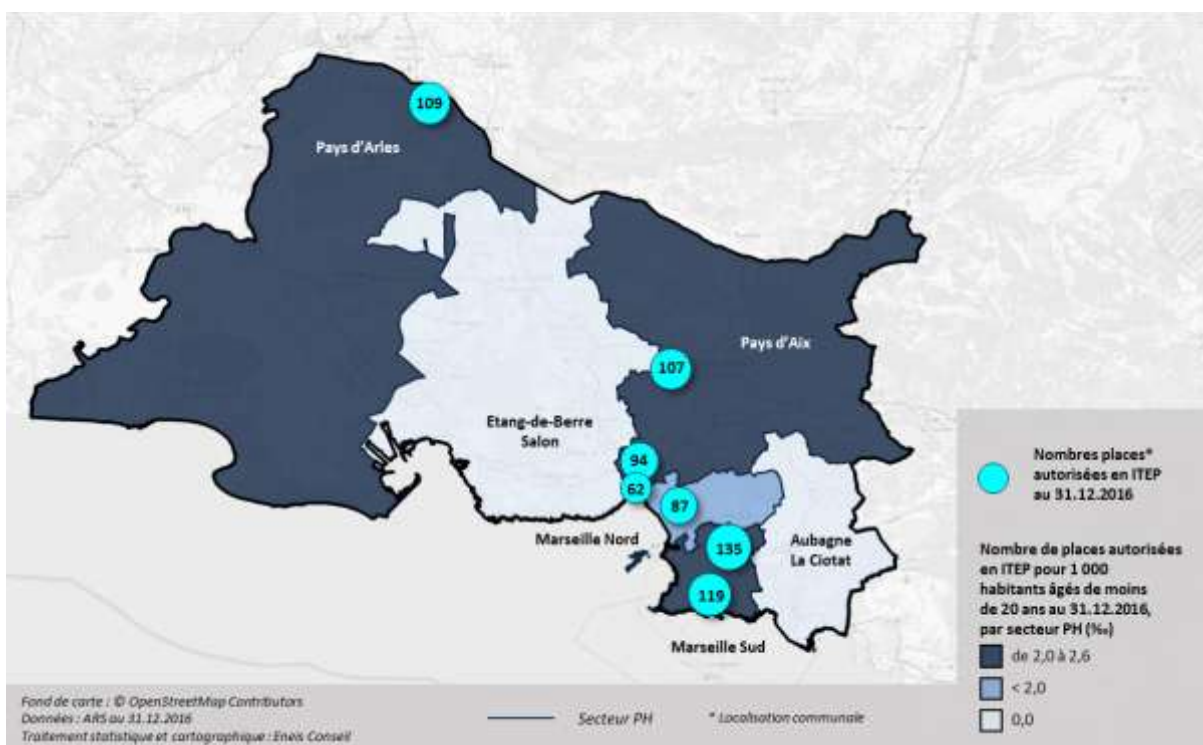 109
Pays d'Arles
Pays d'Aix
107
Etang-de-Berre
Salon
94
62
87
Marseille Nord
135
Aubagne
La Ciotat
119
Marseille Sud
Nombres places*
autorisées en ITEP
au 31.12.2016
Nombre de places autorisées
en ITEP pour 1 000
habitants âgés de moins
de 20 ans au 31.12.2016,
par secteur PH (‰)
de 2,0 à 2,6
< 2,0
0,0
Fond de carte : © OpenStreetMap Contributors
Données : ARS au 31.12.2016
Traitement statistique et cartographique : Eneis Conseil
Secteur PH
* Localisation communale